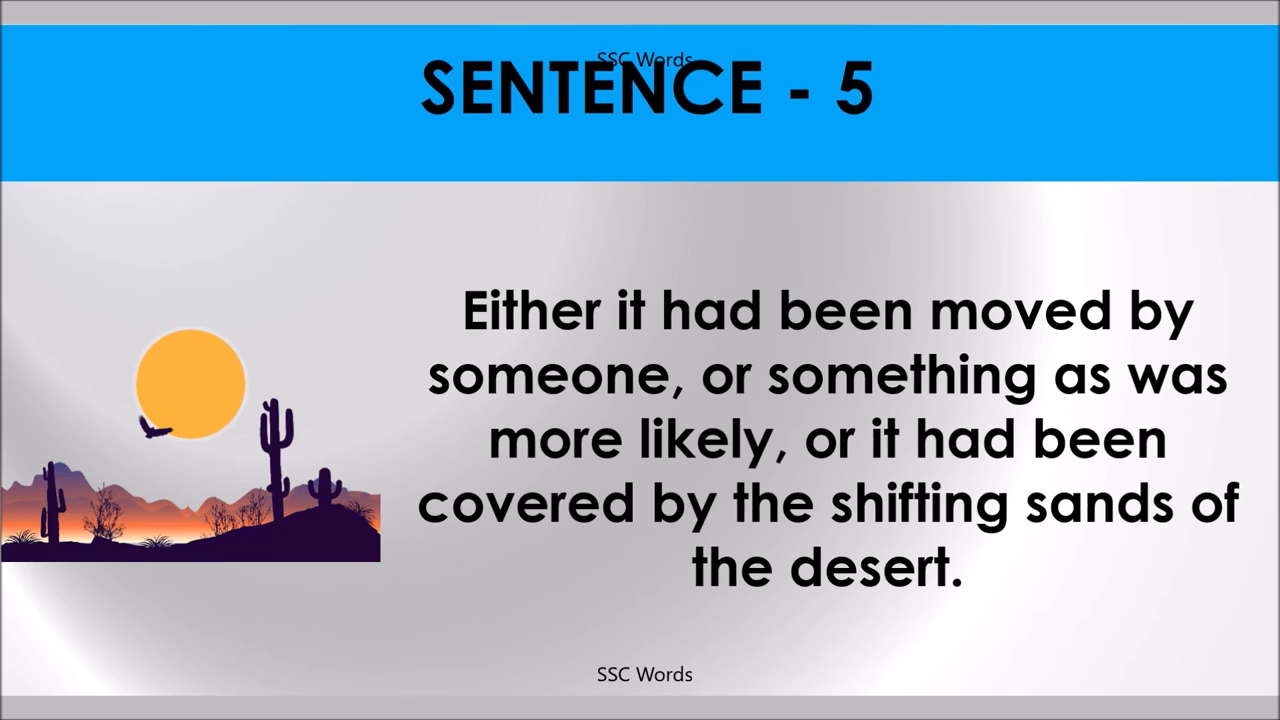 SSC Words
SENTENCE - 5
Either it had been moved by
someone, or something as was
more likely, or it had been
covered by the shifting sands of
the desert.
SSC Words